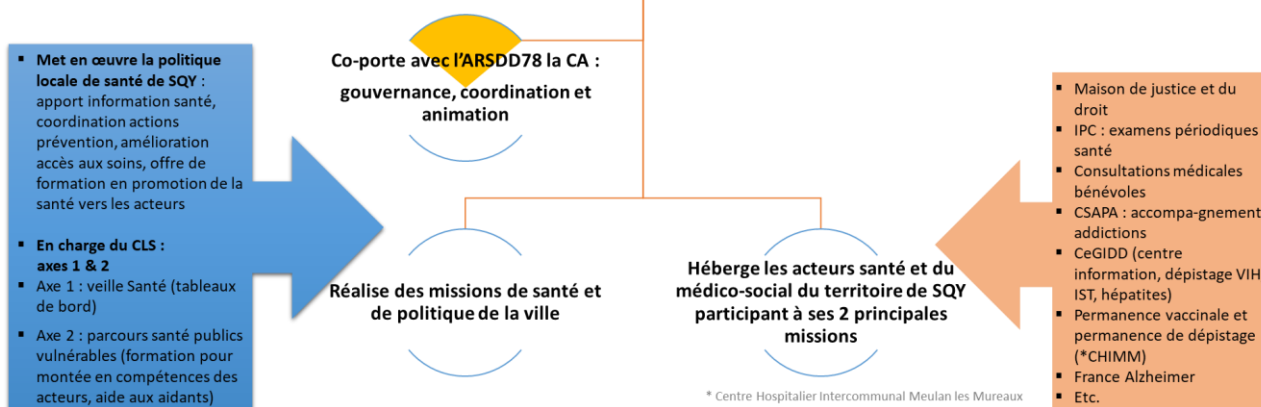 Co-porte avec l'ARSDD78 la CA :
gouvernance, coordination et
animation
▪ Met en œuvre la politique
locale de santé de SQY :
apport information santé,
coordination actions
prévention, amélioration
accès aux soins, offre de
formation en promotion de la
santé vers les acteurs
▪ En charge du CLS :
axes 1 & 2
▪ Axe 1 : veille Santé (tableaux
de bord)
▪ Axe 2 : parcours santé publics
vulnérables (formation pour
montée en compétences des
acteurs, aide aux aidants)
Réalise des missions de santé et
de politique de la ville
Héberge les acteurs santé et du
médico-social du territoire de SQY
participant à ses 2 principales
missions
▪ Maison de justice et du
droit
▪ IPC : examens périodiques
santé
▪ Consultations médicales
bénévoles
▪ CSAPA : accompa-gnement
addictions
▪ CeGIDD (centre
information, dépistage VIH
IST, hépatites)
▪ Permanence vaccinale et
permanence de dépistage
(*CHIMM)
▪ France Alzheimer
▪ Etc.
* Centre Hospitalier Intercommunal Meulan les Mureaux